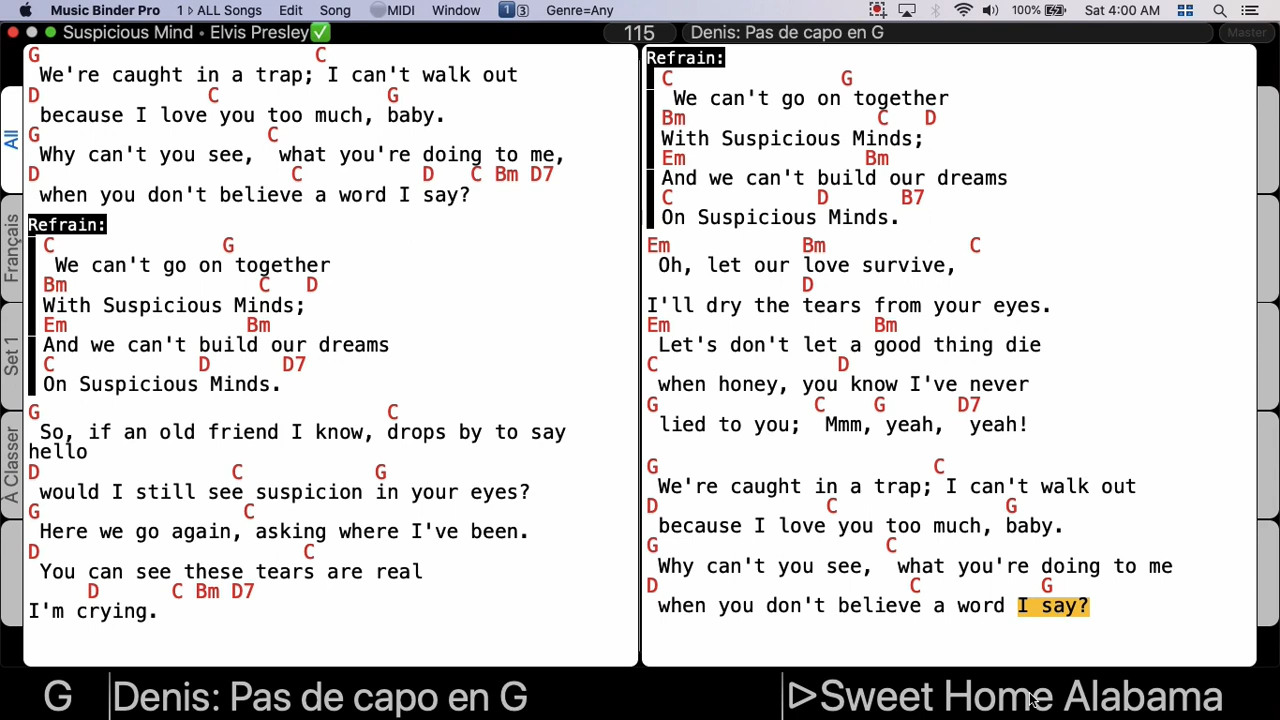 Music Binder Pro 1 ALL Songs Edit Song MIDI Window 1 3 Genre=Any 100% Sat 4:00 AM
Suspicious Mind • Elvis Presley✅ 115 Denis: Pas de capo en G Master
All
Français
Set 1
A Classer
G C
We're caught in a trap; I can't walk out
D C G
because I love you too much, baby.
G C
Why can't you see, what you're doing to me,
D C D C Bm D7
when you don't believe a word I say?
Refrain:
C G
We can't go on together
Bm C D
With Suspicious Minds;
Em Bm
And we can't build our dreams
C D D7
On Suspicious Minds.
G C
So, if an old friend I know, drops by to say
hello
D C G
would I still see suspicion in your eyes?
G C
Here we go again, asking where I've been.
D C
You can see these tears are real
D C Bm D7
I'm crying.
Refrain:
C G
We can't go on together
Bm C D
With Suspicious Minds;
Em Bm
And we can't build our dreams
C D B7
On Suspicious Minds.
Em Bm C
Oh, let our love survive,
D
I'll dry the tears from your eyes.
Em Bm
Let's don't let a good thing die
C D
when honey, you know I've never
G C G D7
lied to you; Mmm, yeah, yeah!
G C
We're caught in a trap; I can't walk out
D C G
because I love you too much, baby.
G C
Why can't you see, what you're doing to me
D C G
when you don't believe a word I say?
G Denis: Pas de capo en G ▷Sweet Home Alabama